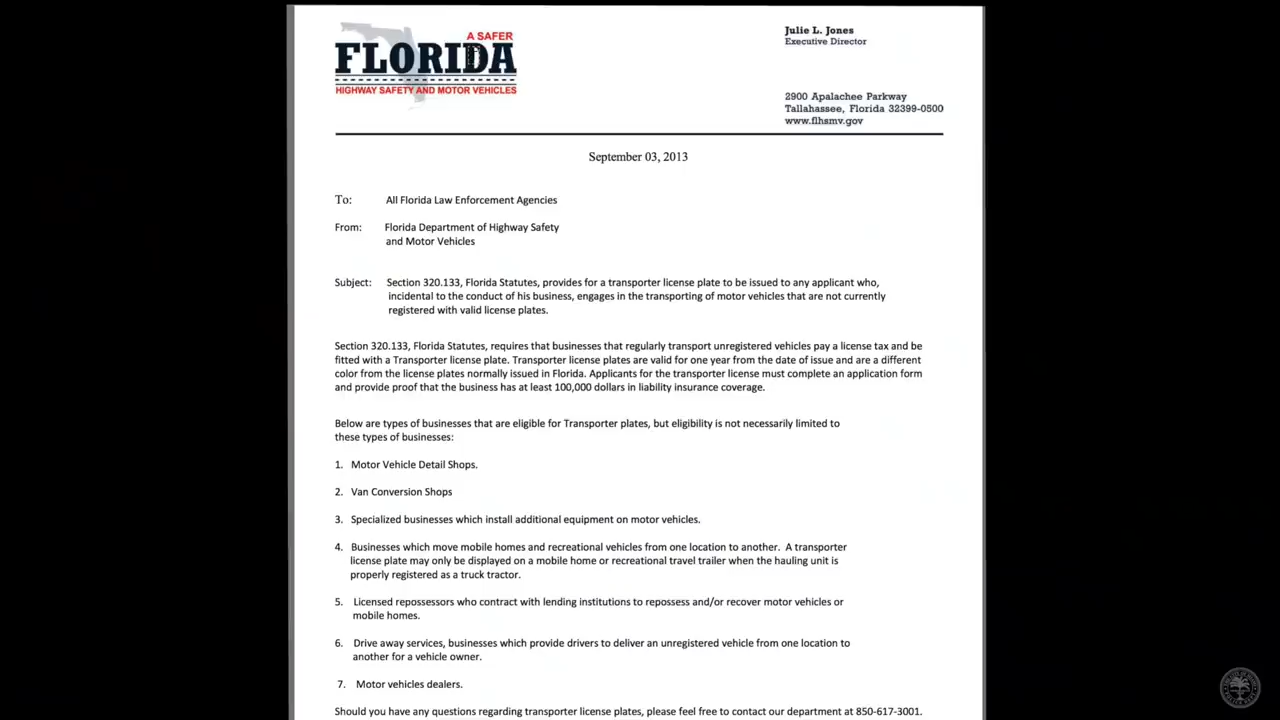 A SAFER
FLORIDA
HIGHWAY SAFETY AND MOTOR VEHICLES
Julie L. Jones
Executive Director
2900 Apalachee Parkway
Tallahassee, Florida 32399-0500
www.flhsmv.gov
September 03, 2013
To: All Florida Law Enforcement Agencies
From: Florida Department of Highway Safety
and Motor Vehicles
Subject: Section 320.133, Florida Statutes, provides for a transporter license plate to be issued to any applicant who,
incidental to the conduct of his business, engages in the transporting of motor vehicles that are not currently
registered with valid license plates.
Section 320.133, Florida Statutes, requires that businesses that regularly transport unregistered vehicles pay a license tax and be
fitted with a Transporter license plate. Transporter license plates are valid for one year from the date of issue and are a different
color from the license plates normally issued in Florida. Applicants for the transporter license must complete an application form
and provide proof that the business has at least 100,000 dollars in liability insurance coverage.
Below are types of businesses that are eligible for Transporter plates, but eligibility is not necessarily limited to
these types of businesses:
1. Motor Vehicle Detail Shops.
2. Van Conversion Shops
3. Specialized businesses which install additional equipment on motor vehicles.
4. Businesses which move mobile homes and recreational vehicles from one location to another. A transporter
license plate may only be displayed on a mobile home or recreational travel trailer when the hauling unit is
properly registered as a truck tractor.
5. Licensed repossessors who contract with lending institutions to repossess and/or recover motor vehicles or
mobile homes.
6. Drive away services, businesses which provide drivers to deliver an unregistered vehicle from one location to
another for a vehicle owner.
7. Motor vehicles dealers.
Should you have any questions regarding transporter license plates, please feel free to contact our department at 850-617-3001.